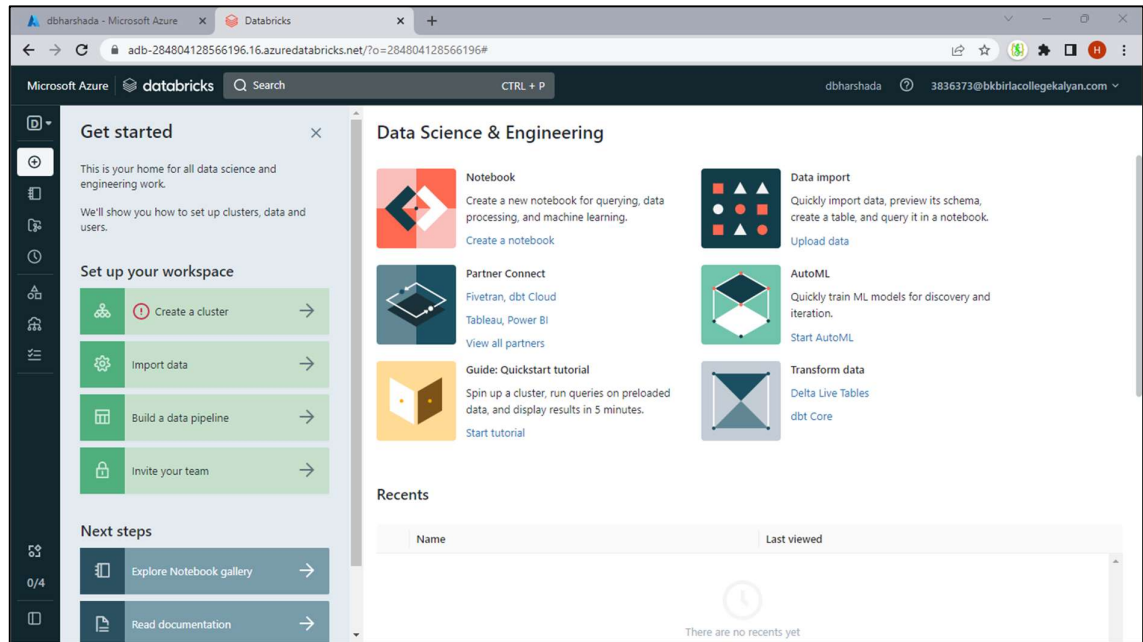 dbharshada - Microsoft Azure
Databricks
adb-284804128566196.16.azuredatabricks.net/?o=284804128566196#
H
Microsoft Azure
databricks
Search
CTRL + P
dbharshada
3836373@bkbirlacollegekalyan.com
D
Get started
This is your home for all data science and
engineering work.
We'll show you how to set up clusters, data and
users.
Set up your workspace
Create a cluster
Import data
Build a data pipeline
Invite your team
Next steps
Explore Notebook gallery
Read documentation
0/4
Data Science & Engineering
Notebook
Create a new notebook for querying, data
processing, and machine learning.
Create a notebook
Data import
Quickly import data, preview its schema,
create a table, and query it in a notebook.
Upload data
Partner Connect
Fivetran, dbt Cloud
Tableau, Power BI
View all partners
AutoML
Quickly train ML models for discovery and
iteration.
Start AutoML
Guide: Quickstart tutorial
Spin up a cluster, run queries on preloaded
data, and display results in 5 minutes.
Start tutorial
Transform data
Delta Live Tables
dbt Core
Recents
Name
Last viewed
There are no recents yet